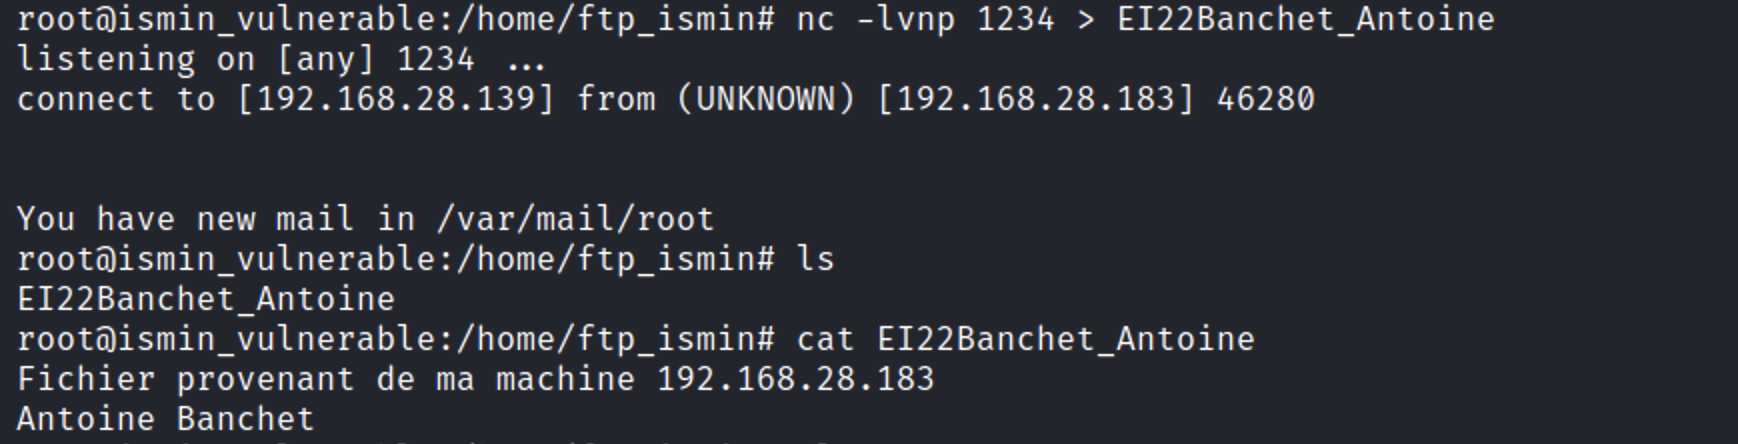 root@ismin_vulnerable:/home/ftp_ismin# nc -lvnp 1234 > EI22Banchet_Antoine
listening on [any] 1234 ...
connect to [192.168.28.139] from (UNKNOWN) [192.168.28.183] 46280
You have new mail in /var/mail/root
root@ismin_vulnerable:/home/ftp_ismin# ls
EI22Banchet_Antoine
root@ismin_vulnerable:/home/ftp_ismin# cat EI22Banchet_Antoine
Fichier provenant de ma machine 192.168.28.183
Antoine Banchet